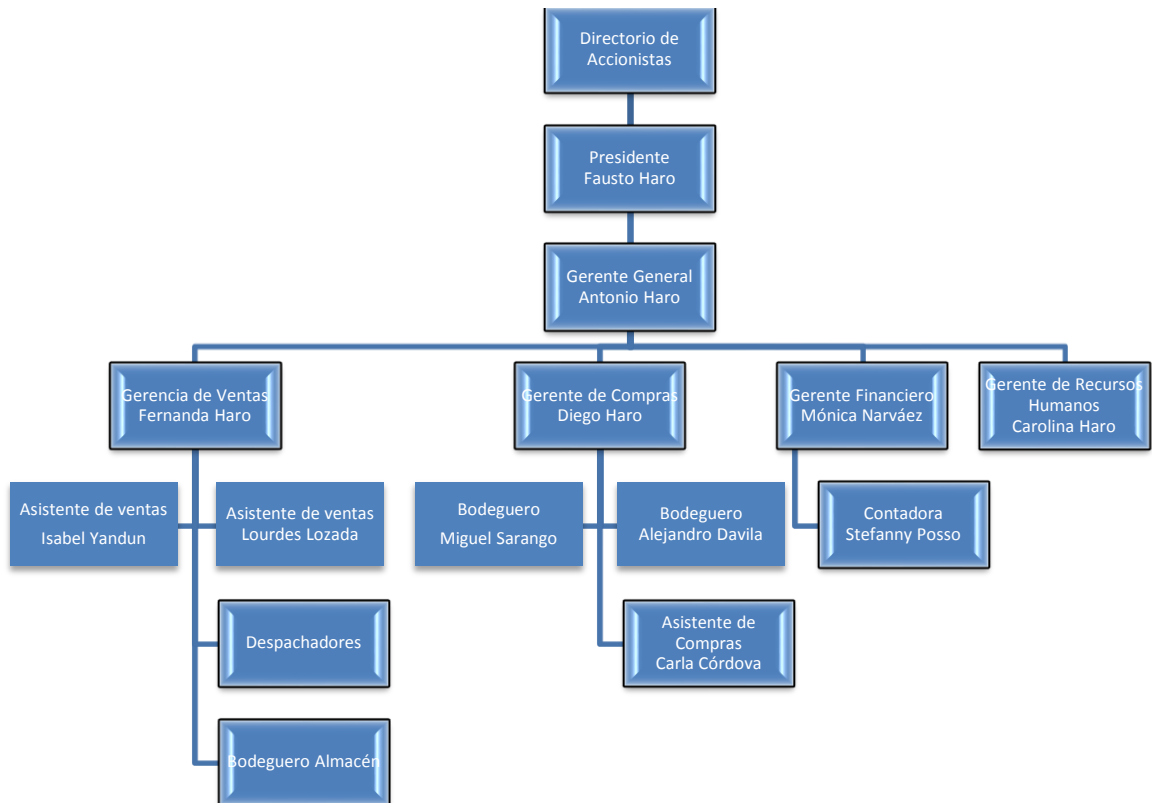 Directorio de
Accionistas
Presidente
Fausto Haro
Gerente General
Antonio Haro
Gerencia de Ventas
Fernanda Haro
Gerente de Compras
Diego Haro
Gerente Financiero
Mónica Narváez
Gerente de Recursos
Humanos
Carolina Haro
Asistente de ventas
Isabel Yandun
Asistente de ventas
Lourdes Lozada
Bodeguero
Miguel Sarango
Bodeguero
Alejandro Davila
Contadora
Stefanny Posso
Despachadores
Asistente de
Compras
Carla Córdova
Bodeguero Almacén